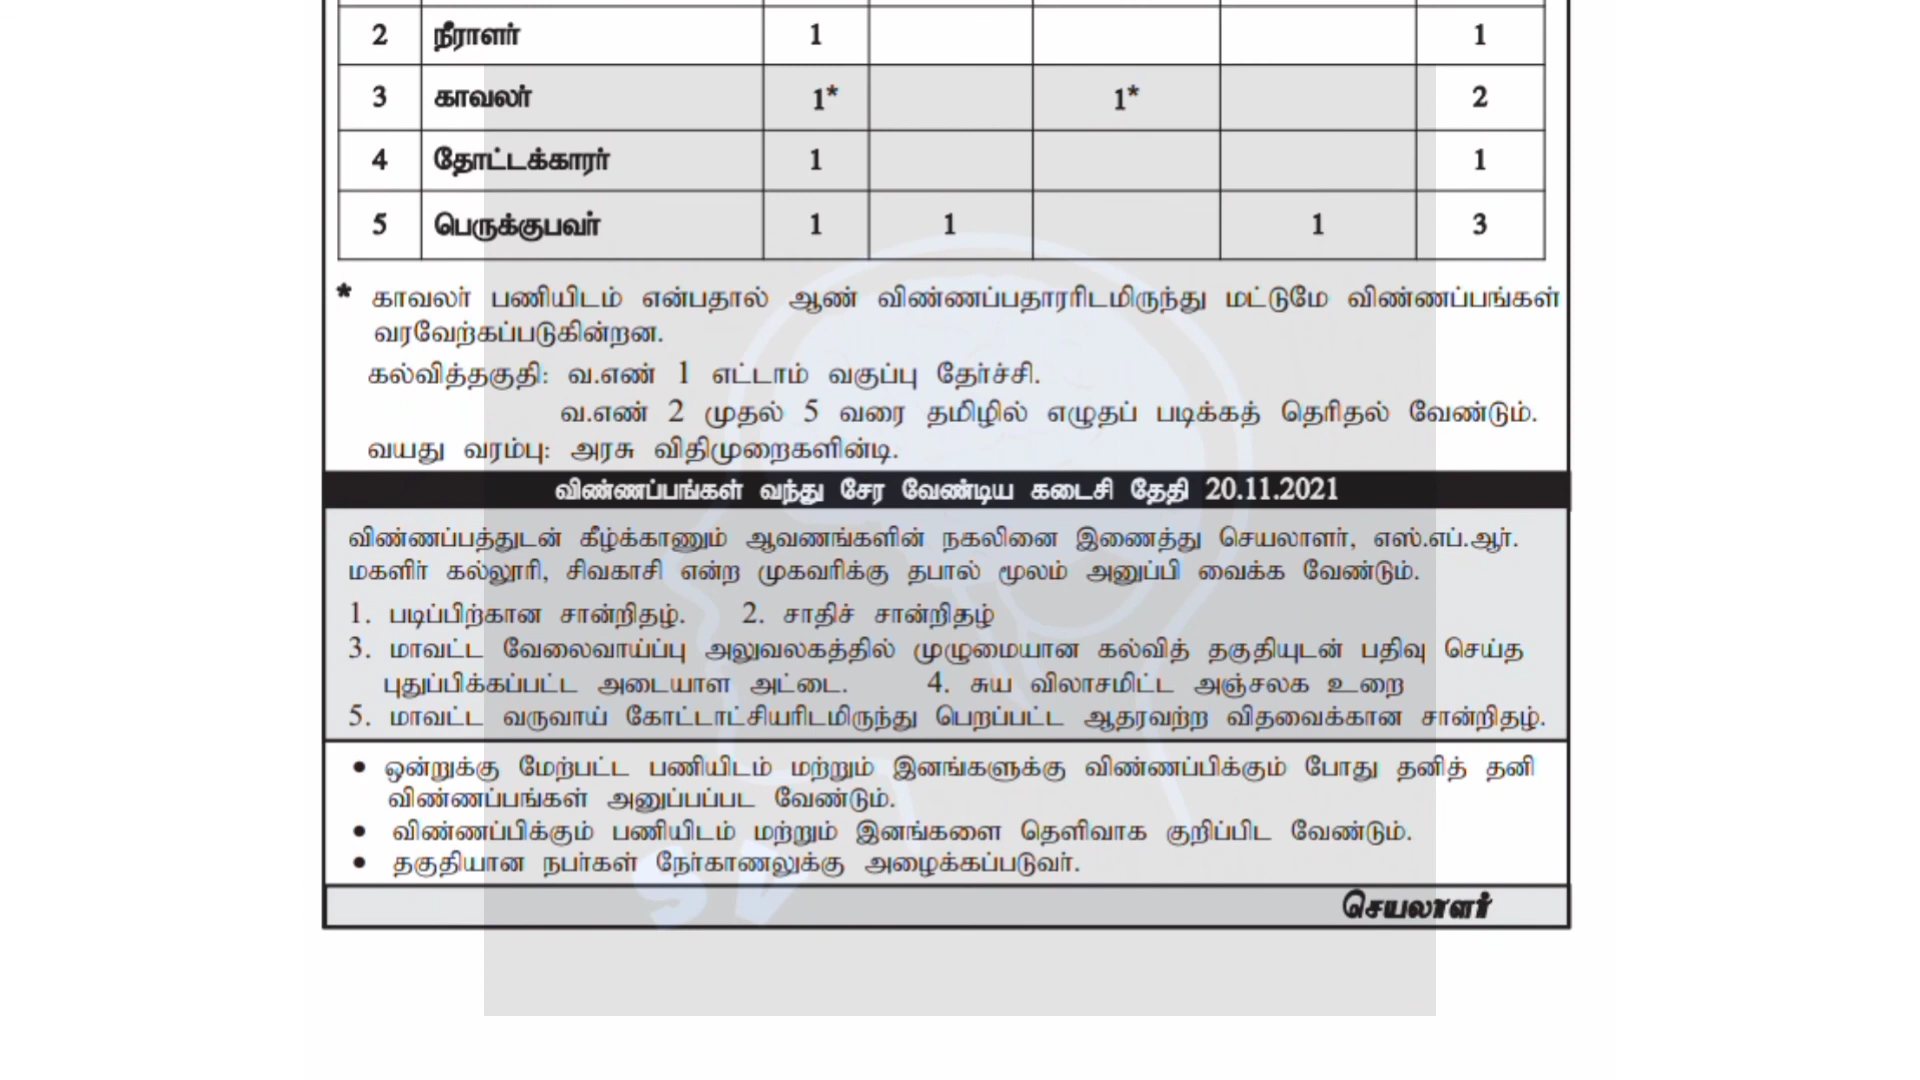 2 நீராளர் 1 1
3 காவலர் 1* 1* 2
4 தோட்டக்காரர் 1 1
5 பெருக்குபவர் 1 1 1 3
* காவலர் பணியிடம் என்பதால் ஆண் விண்ணப்பதாரரிடமிருந்து மட்டுமே விண்ணப்பங்கள்
வரவேற்கப்படுகின்றன.
கல்வித்தகுதி: வ.எண் 1 எட்டாம் வகுப்பு தேர்ச்சி.
வ.எண் 2 முதல் 5 வரை தமிழில் எழுதப் படிக்கத் தெரிதல் வேண்டும்.
வயது வரம்பு: அரசு விதிமுறைகளின்டி.
விண்ணப்பங்கள் வந்து சேர வேண்டிய கடைசி தேதி 20.11.2021
விண்ணப்பத்துடன் கீழ்க்காணும் ஆவணங்களின் நகலினை இணைத்து செயலாளர், எஸ்.எப்.ஆர்.
மகளிர் கல்லூரி, சிவகாசி என்ற முகவரிக்கு தபால் மூலம் அனுப்பி வைக்க வேண்டும்.
1. படிப்பிற்கான சான்றிதழ். 2. சாதிச் சான்றிதழ்
3. மாவட்ட வேலைவாய்ப்பு அலுவலகத்தில் முழுமையான கல்வித் தகுதியுடன் பதிவு செய்த
புதுப்பிக்கப்பட்ட அடையாள அட்டை. 4. சுய விலாசமிட்ட அஞ்சலக உறை
5. மாவட்ட வருவாய் கோட்டாட்சியரிடமிருந்து பெறப்பட்ட ஆதரவற்ற விதவைக்கான சான்றிதழ்.
• ஒன்றுக்கு மேற்பட்ட பணியிடம் மற்றும் இனங்களுக்கு விண்ணப்பிக்கும் போது தனித் தனி
விண்ணப்பங்கள் அனுப்பப்பட வேண்டும்.
• விண்ணப்பிக்கும் பணியிடம் மற்றும் இனங்களை தெளிவாக குறிப்பிட வேண்டும்.
• தகுதியான நபர்கள் நேர்காணலுக்கு அழைக்கப்படுவர்.
செயலாளர்